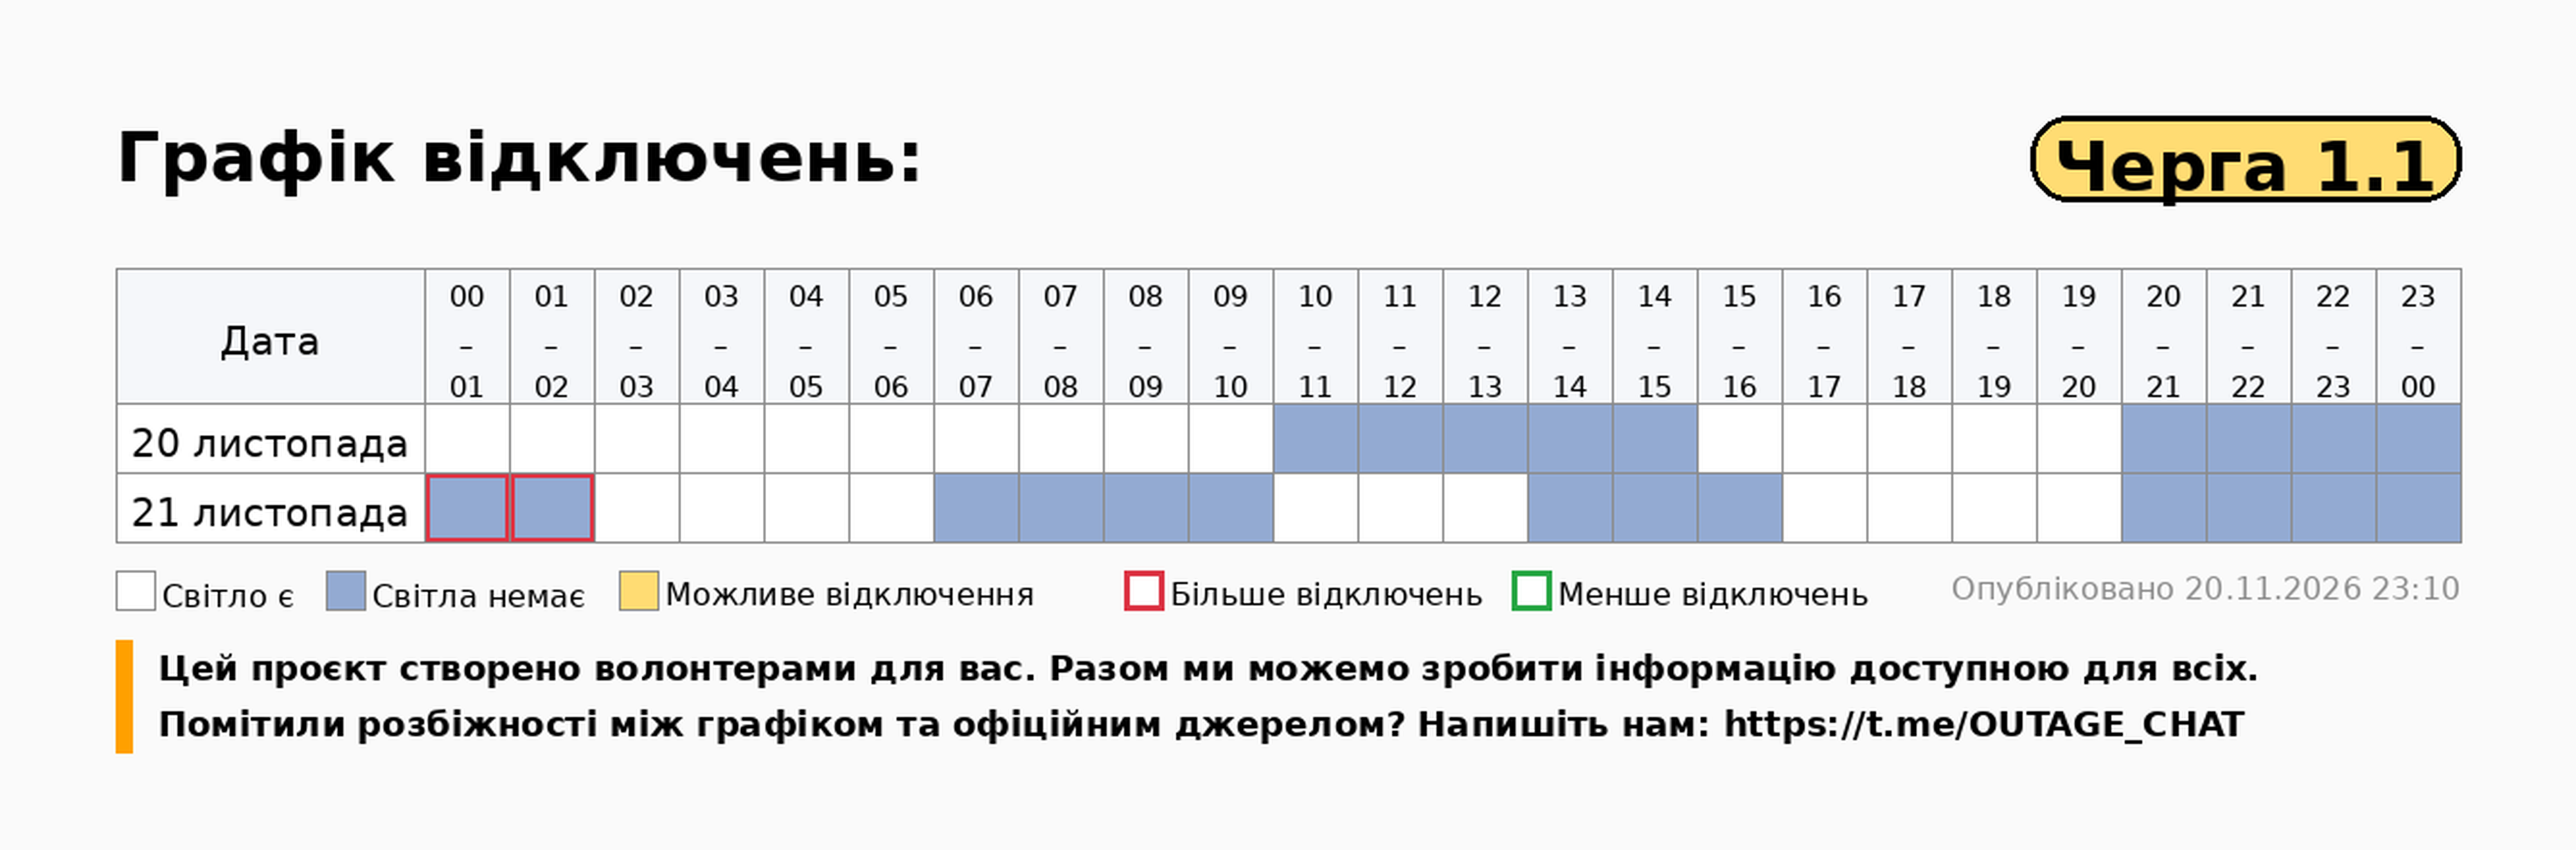 Графік відключень:
Черга 1.1
Дата 00 – 01 01 – 02 02 – 03 03 – 04 04 – 05 05 – 06 06 – 07 07 – 08 08 – 09 09 – 10 10 – 11 11 – 12 12 – 13 13 – 14 14 – 15 15 – 16 16 – 17 17 – 18 18 – 19 19 – 20 20 – 21 21 – 22 22 – 23 23 – 00
20 листопада
21 листопада
Світло є Світла немає Можливе відключення Більше відключень Менше відключень Опубліковано 20.11.2026 23:10
Цей проєкт створено волонтерами для вас. Разом ми можемо зробити інформацію доступною для всіх.
Помітили розбіжності між графіком та офіційним джерелом? Напишіть нам: https://t.me/OUTAGE_CHAT